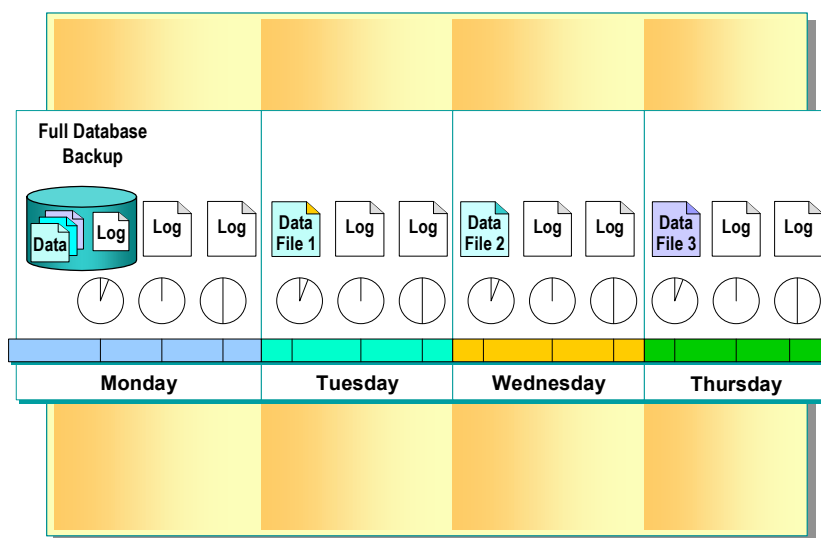 Full Database
Backup
Data
Log
Log
Log
Data
File 1
Log
Log
Data
File 2
Log
Log
Data
File 3
Log
Log
Monday
Tuesday
Wednesday
Thursday